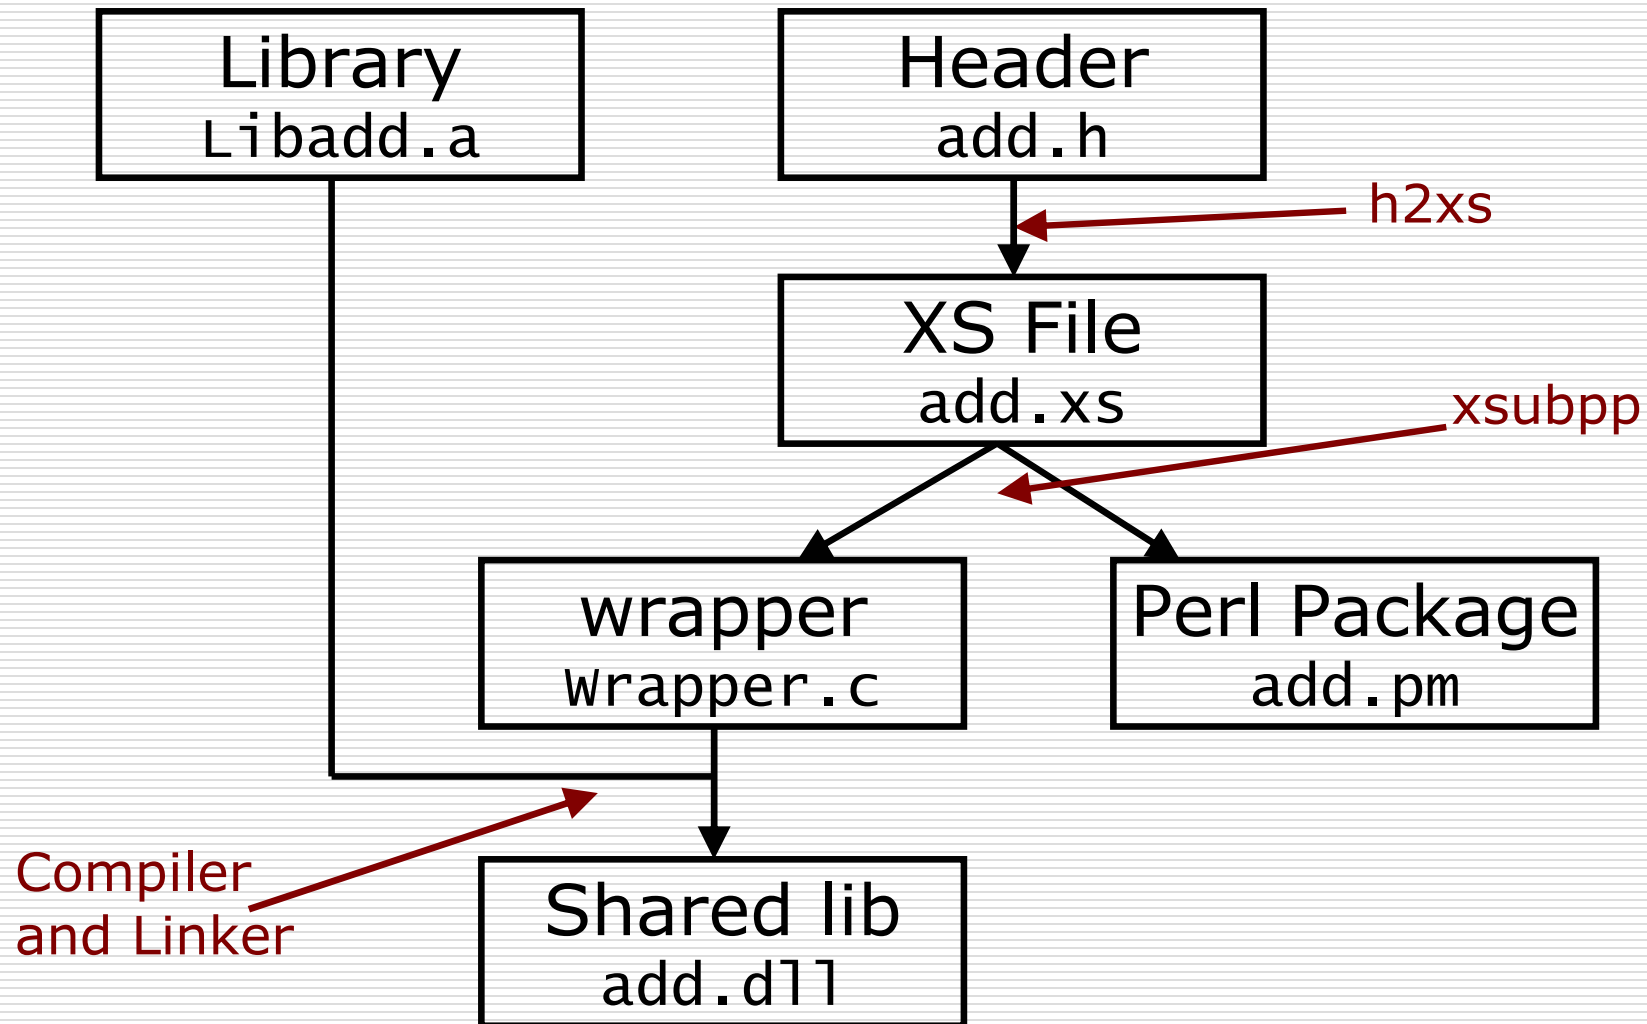 Library
Libadd.a
Header
add.h
h2xs
XS File
add.xs
xsubpp
wrapper
Wrapper.c
Perl Package
add.pm
Compiler
and Linker
Shared lib
add.dll